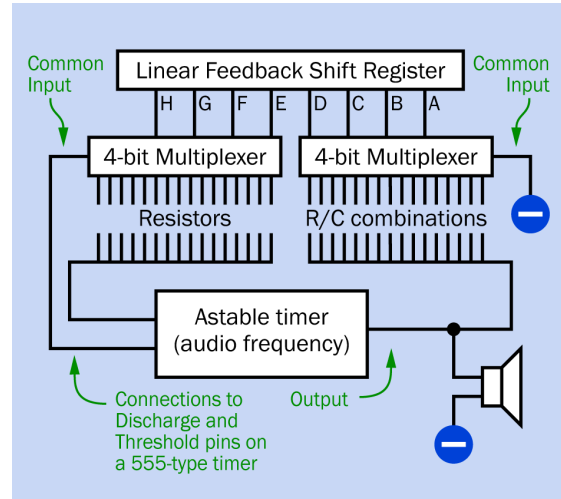 Common
Input
Linear Feedback Shift Register
Common
Input
H G F E D C B A
4-bit Multiplexer
4-bit Multiplexer
Resistors
R/C combinations
Astable timer
(audio frequency)
Connections to
Discharge and
Threshold pins on
a 555-type timer
Output